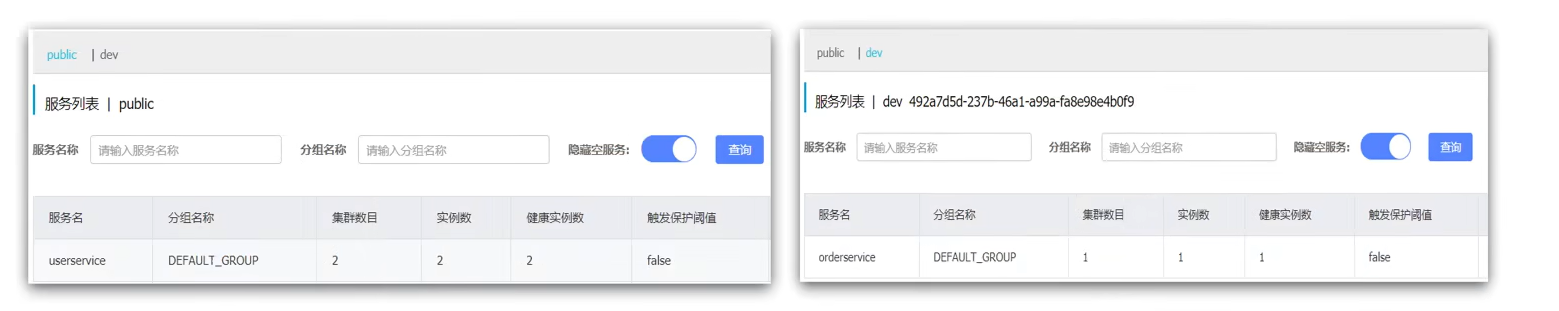 public | dev
服务列表 | public
服务名称 请输入服务名称 分组名称 请输入分组名称 隐藏空服务: 查询
服务名 分组名称 集群数目 实例数 健康实例数 触发保护阈值
userservice DEFAULT_GROUP 2 2 2 false
public | dev
服务列表 | dev 492a7d5d-237b-46a1-a99a-fa8e98e4b0f9
服务名称 请输入服务名称 分组名称 请输入分组名称 隐藏空服务: 查询
服务名 分组名称 集群数目 实例数 健康实例数 触发保护阈值
orderservice DEFAULT_GROUP 1 1 1 false